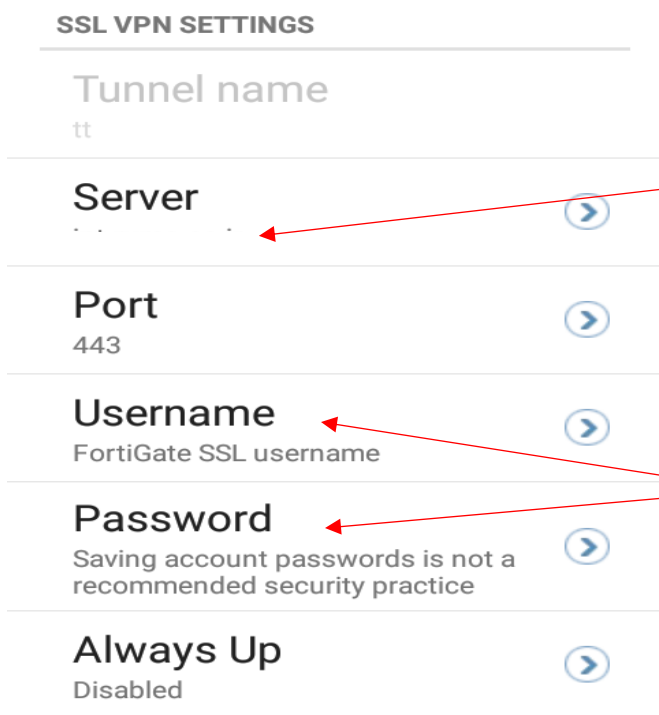 SSL VPN SETTINGS
Tunnel name
tt
Server
Port
443
Username
FortiGate SSL username
Password
Saving account passwords is not a
recommended security practice
Always Up
Disabled